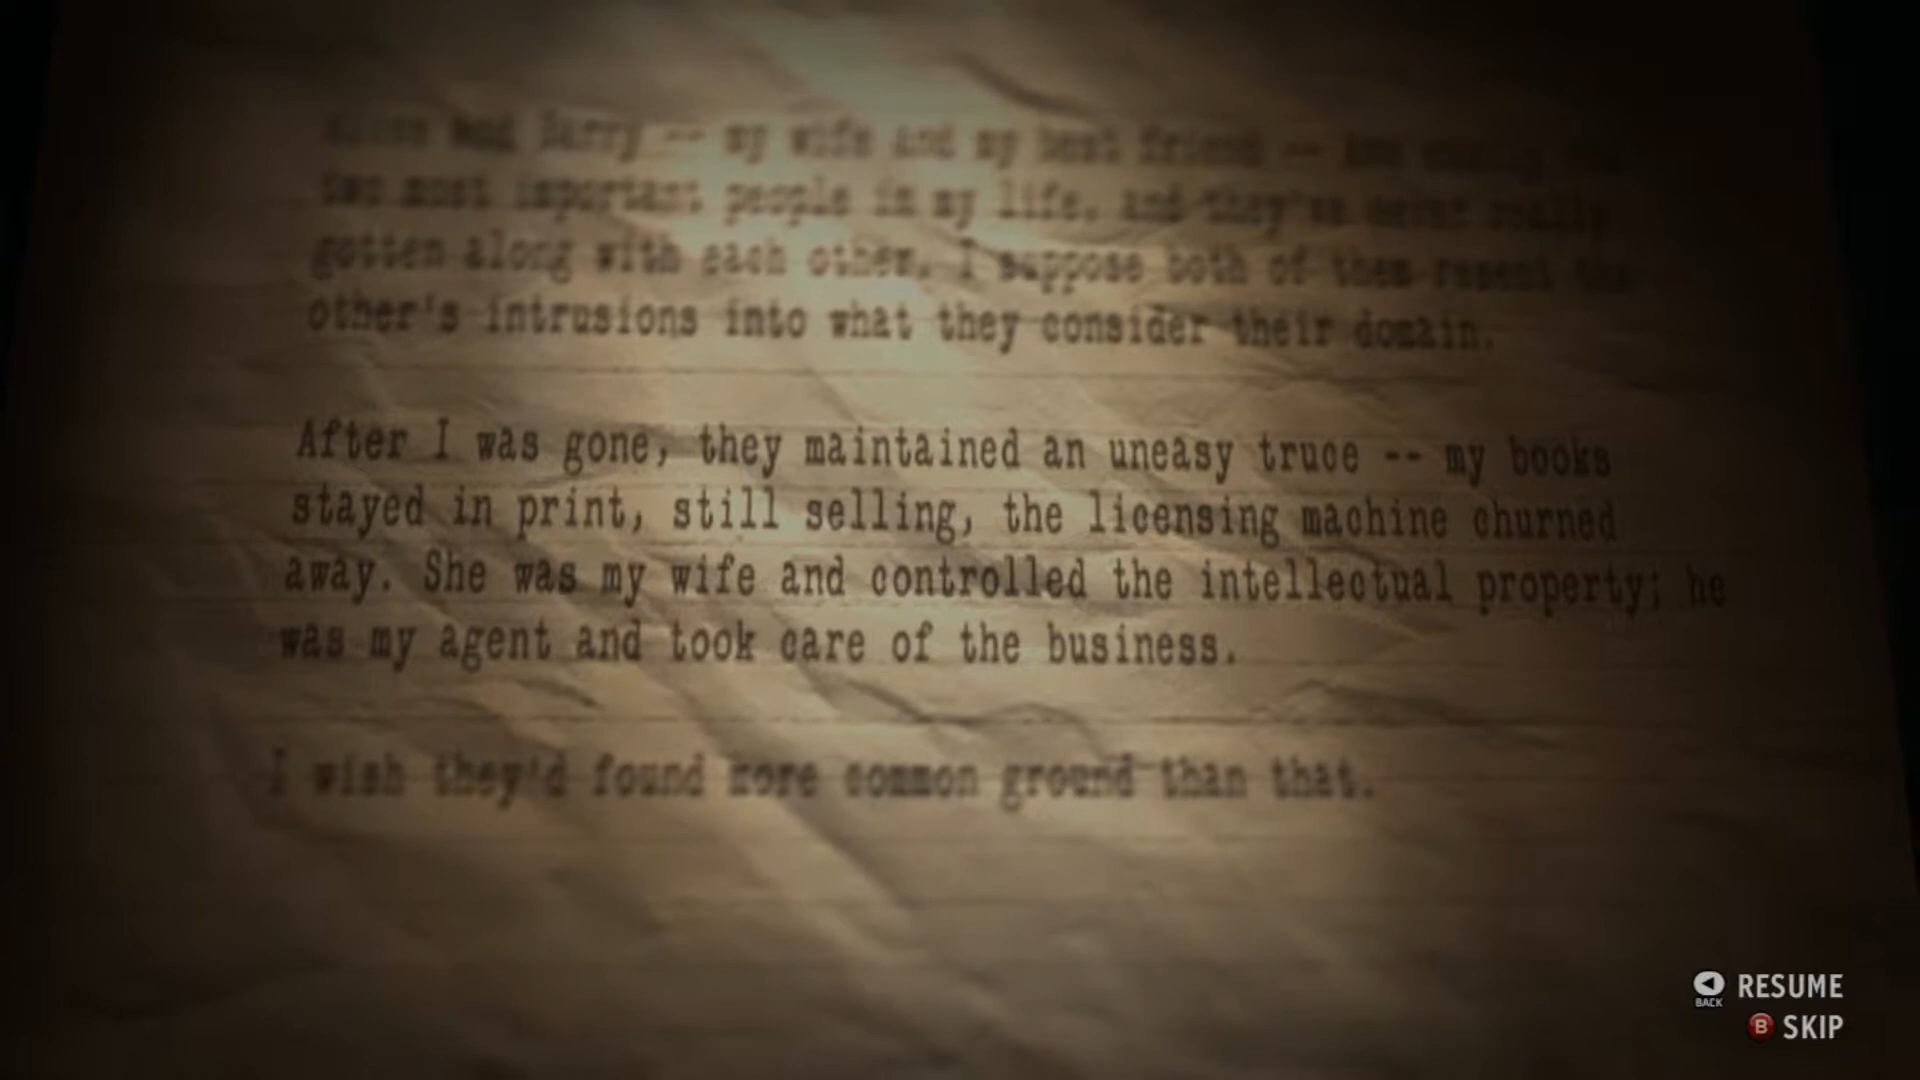 and Barry -- my wife and my best friend -- are
two most important people in my life, and they've never really
gotten along with each other. I suppose both of them resent the
other's intrusions into what they consider their domain.
After I was gone, they maintained an uneasy truce -- my books
stayed in print, still selling, the licensing machine churned
away. She was my wife and controlled the intellectual property; he
was my agent and took care of the business.
I wish they'd found more common ground than that.
BACK RESUME
B SKIP